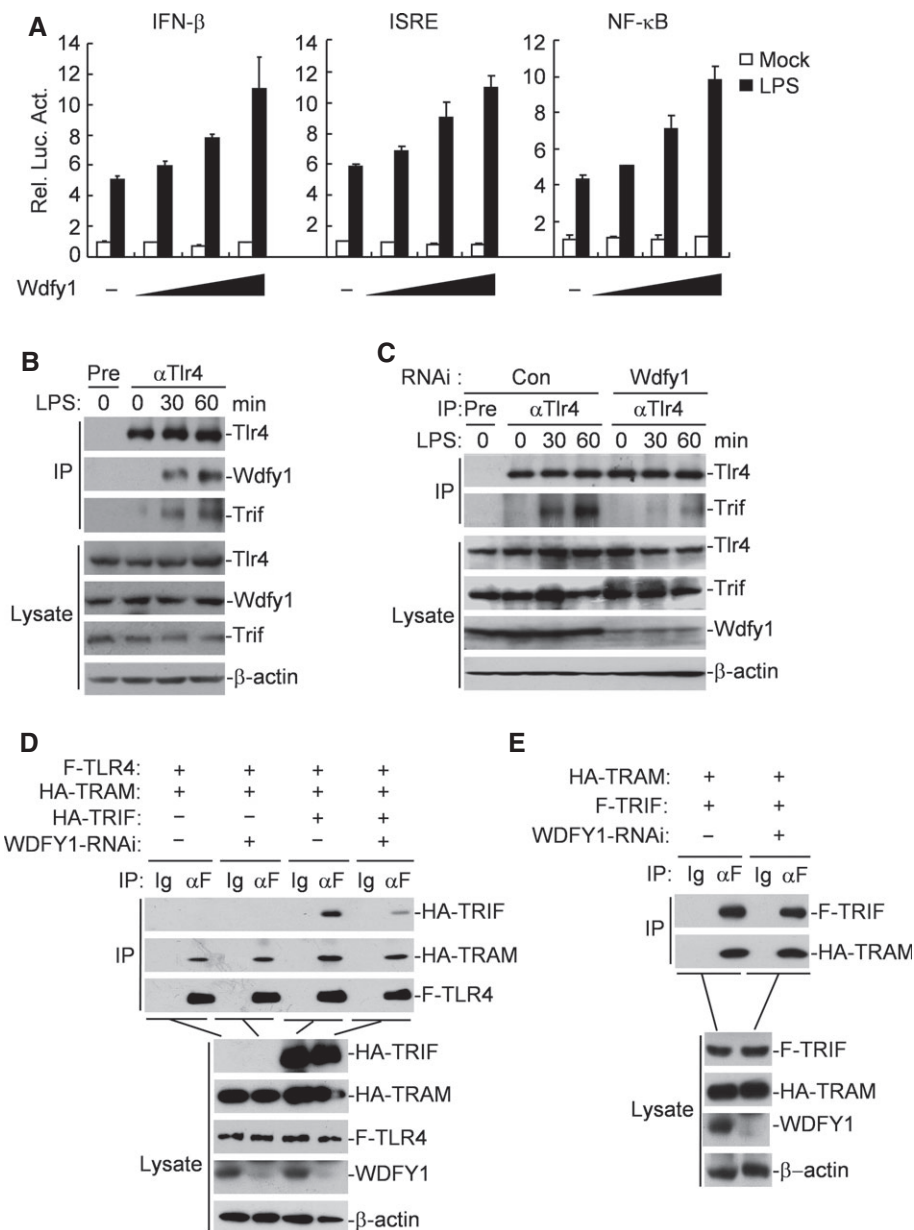 A
IFN-β ISRE NF-κB
Mock
LPS
Rel. Luc. Act.
14 14
12 12 12
10 10 10
8 8 8
6 6 6
4 4 4
2 2 2
0 0 0
Wdfy1 – – –
B
Pre αTlr4
LPS: 0 0 30 60 min
IP
-Tlr4
-Wdfy1
-Trif
Lysate
-Tlr4
-Wdfy1
-Trif
-β-actin
C
RNAi : Con Wdfy1
IP: Pre αTlr4 αTlr4
LPS: 0 0 30 60 0 30 60 min
IP
-Tlr4
-Trif
Lysate
-Tlr4
-Trif
-Wdfy1
-β-actin
D
F-TLR4: + + + +
HA-TRAM: + + + +
HA-TRIF: – – + +
WDFY1-RNAi: – + – +
IP: Ig αF Ig αF Ig αF Ig αF
IP
-HA-TRIF
-HA-TRAM
-F-TLR4
Lysate
-HA-TRIF
-HA-TRAM
-F-TLR4
-WDFY1
-β-actin
E
HA-TRAM: + +
F-TRIF: + +
WDFY1-RNAi: – +
IP: Ig αF Ig αF
IP
-F-TRIF
-HA-TRAM
Lysate
-F-TRIF
-HA-TRAM
-WDFY1
-β–actin